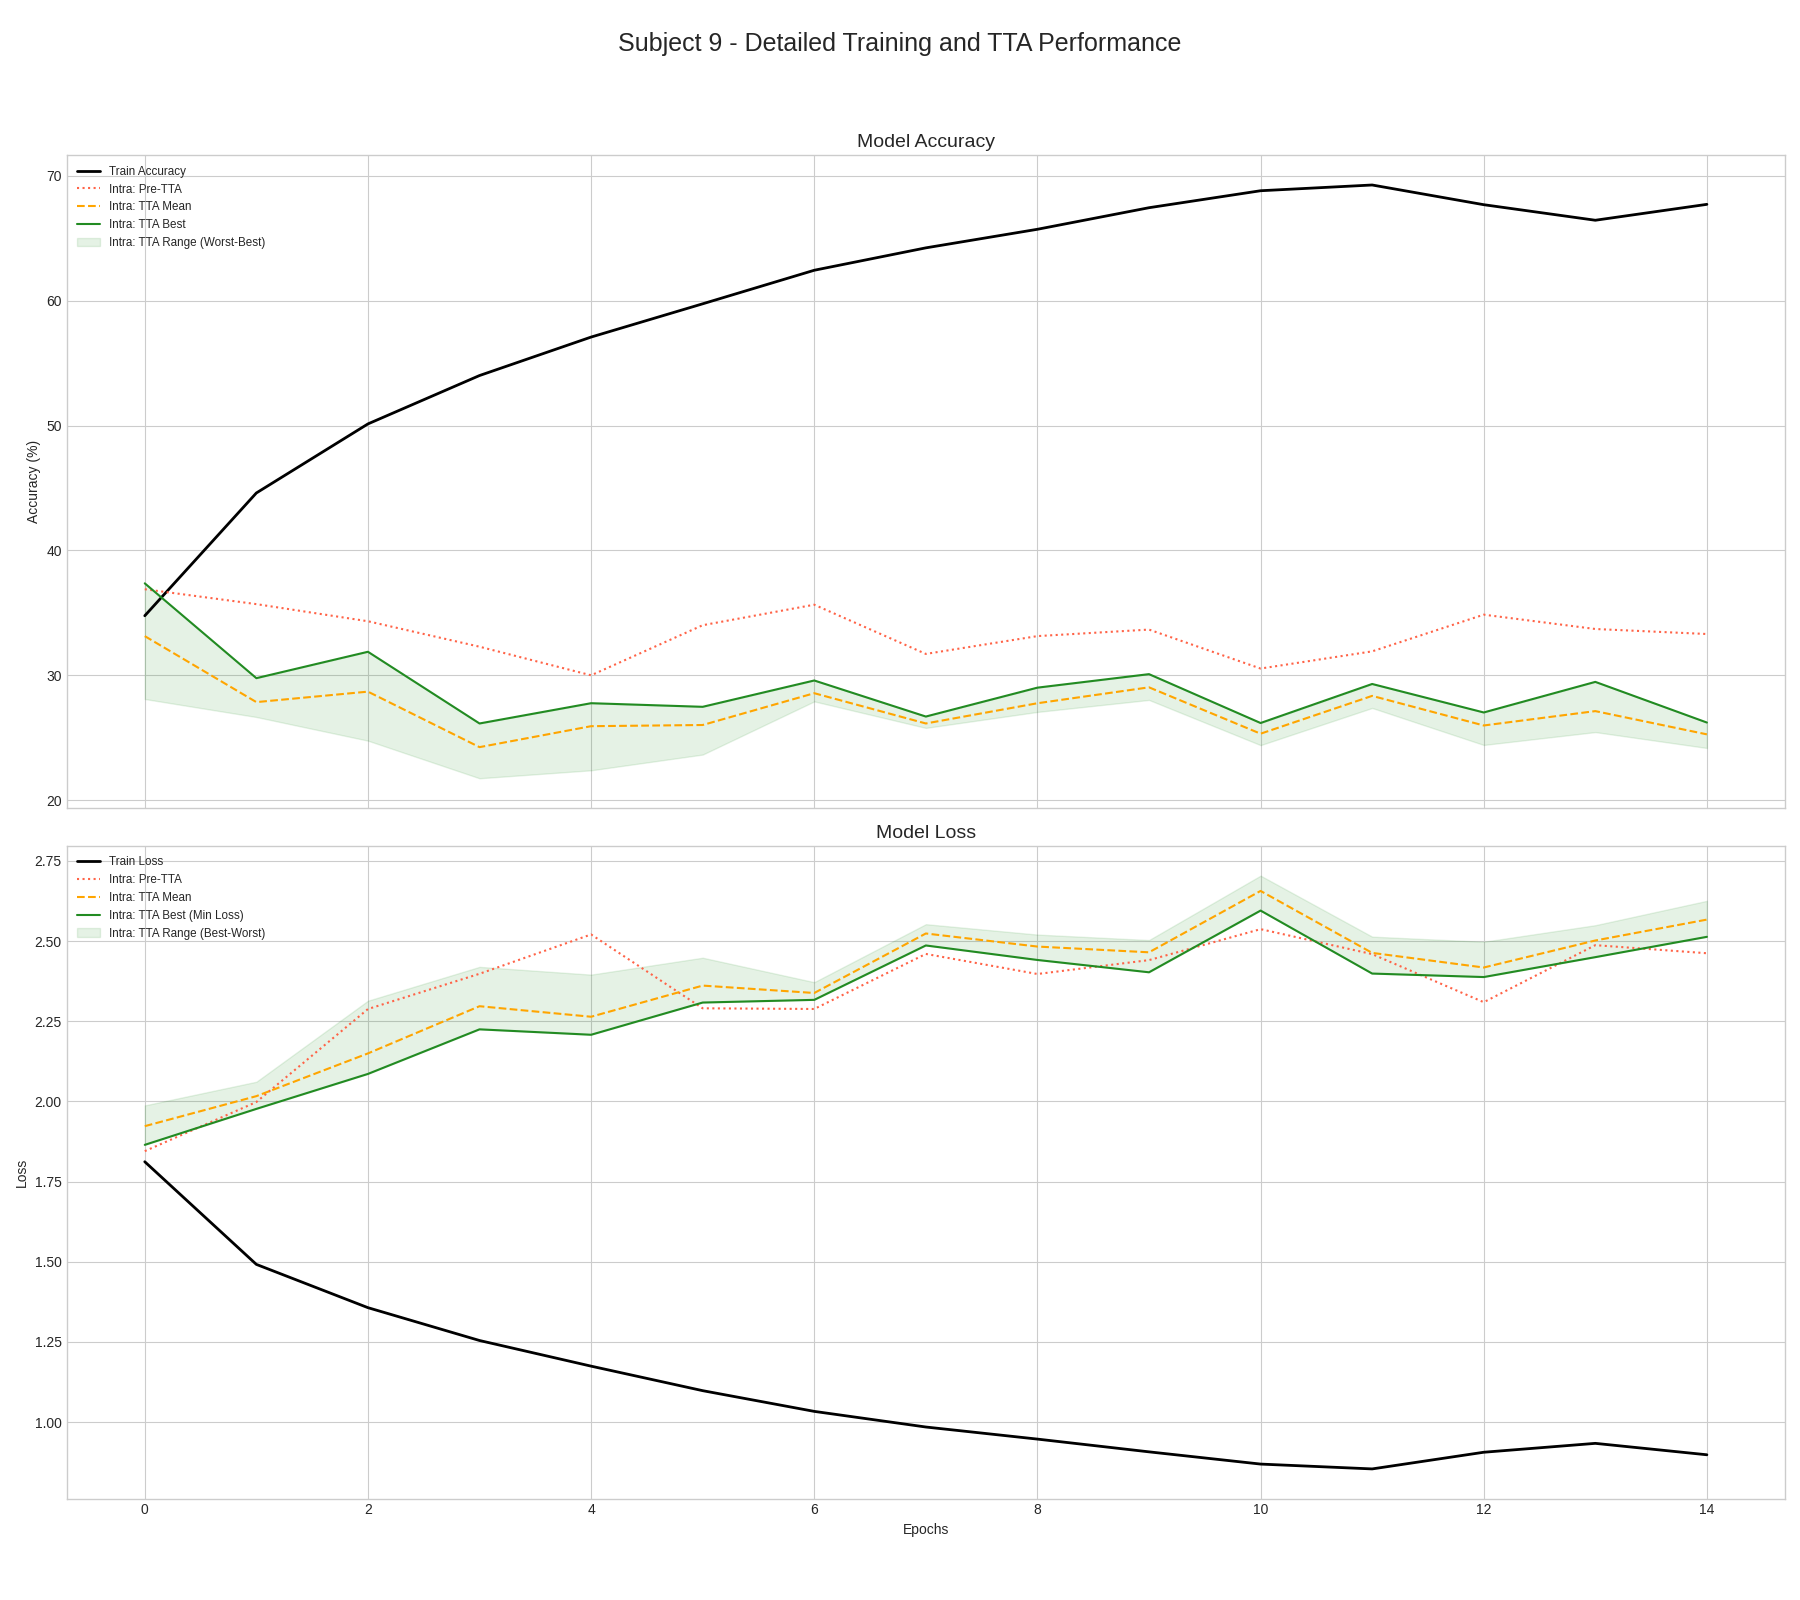 Subject 9 - Detailed Training and TTA Performance
Model Accuracy
Train Accuracy
Intra: Pre-TTA
Intra: TTA Mean
Intra: TTA Best
Intra: TTA Range (Worst-Best)
70
60
50
40
30
20
Accuracy (%)
Model Loss
Train Loss
Intra: Pre-TTA
Intra: TTA Mean
Intra: TTA Best (Min Loss)
Intra: TTA Range (Best-Worst)
2.75
2.50
2.25
2.00
1.75
1.50
1.25
1.00
Loss
0 2 4 6 8 10 12 14
Epochs